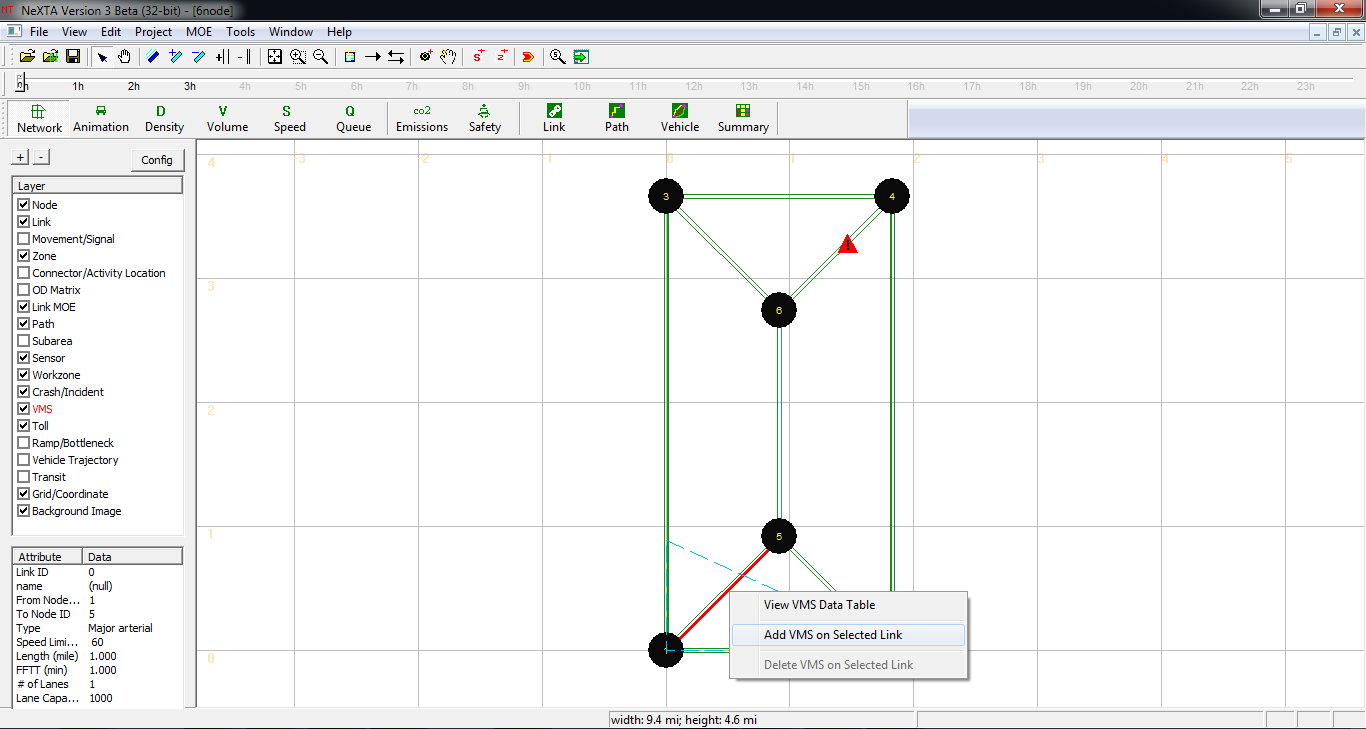 NeXTA Version 3 Beta (32-bit) - [6node]
File View Edit Project MOE Tools Window Help
0h 1h 2h 3h 4h 5h 6h 7h 8h 9h 10h 11h 12h 13h 14h 15h 16h 17h 18h 19h 20h 21h 22h 23h
D V S Q co2
Network Animation Density Volume Speed Queue Emissions Safety Link Path Vehicle Summary
+ - Config
Layer
Node
Link
Movement/Signal
Zone
Connector/Activity Location
OD Matrix
Link MOE
Path
Subarea
Sensor
Workzone
Crash/Incident
VMS
Toll
Ramp/Bottleneck
Vehicle Trajectory
Transit
Grid/Coordinate
Background Image
Attribute Data
Link ID 0
name (null)
From Node... 1
To Node ID 5
Type Major arterial
Speed Limi... 60
Length (mile) 1.000
FFTT (min) 1.000
# of Lanes 1
Lane Capa... 1000
-3 -2 -1 0 1 2 3 4 5
4
3 4
3
6
2
1
5
0
View VMS Data Table
Add VMS on Selected Link
Delete VMS on Selected Link
width: 9.4 mi; height: 4.6 mi